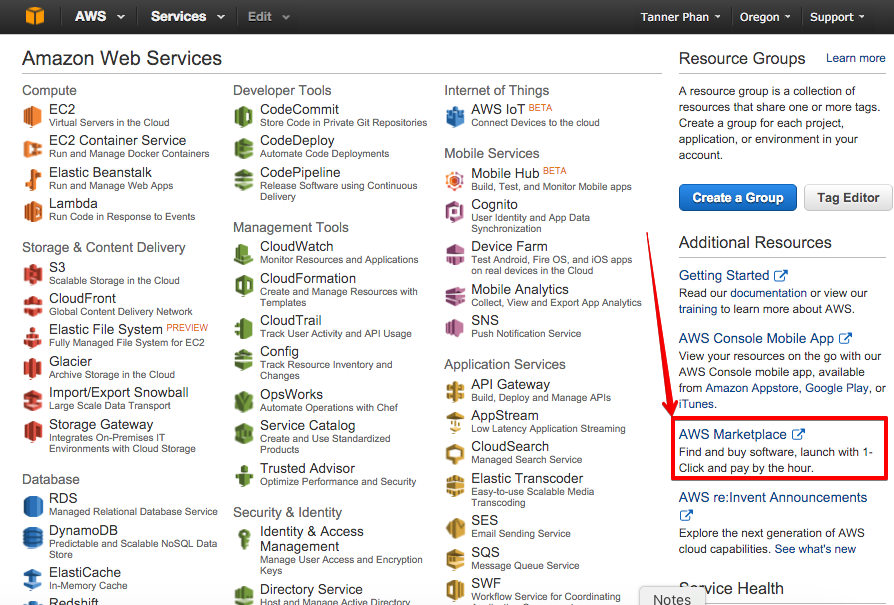 AWS Services Edit Tanner Phan Oregon Support
Amazon Web Services
Compute
EC2
Virtual Servers in the Cloud
EC2 Container Service
Run and Manage Docker Containers
Elastic Beanstalk
Run and Manage Web Apps
Lambda
Run Code in Response to Events
Storage & Content Delivery
S3
Scalable Storage in the Cloud
CloudFront
Global Content Delivery Network
Elastic File System PREVIEW
Fully Managed File System for EC2
Glacier
Archive Storage in the Cloud
Import/Export Snowball
Large Scale Data Transport
Storage Gateway
Integrates On-Premises IT
Environments with Cloud Storage
Database
RDS
Managed Relational Database Service
DynamoDB
Predictable and Scalable NoSQL Data
Store
ElastiCache
In-Memory Cache
Redshift
Developer Tools
CodeCommit
Store Code in Private Git Repositories
CodeDeploy
Automate Code Deployments
CodePipeline
Release Software using Continuous
Delivery
Management Tools
CloudWatch
Monitor Resources and Applications
CloudFormation
Create and Manage Resources with
Templates
CloudTrail
Track User Activity and API Usage
Config
Track Resource Inventory and
Changes
OpsWorks
Automate Operations with Chef
Service Catalog
Create and Use Standardized
Products
Trusted Advisor
Optimize Performance and Security
Security & Identity
Identity & Access
Management
Manage User Access and Encryption
Keys
Directory Service
Host and Manage Active Directory
Internet of Things
AWS IoT BETA
Connect Devices to the cloud
Mobile Services
Mobile Hub BETA
Build, Test, and Monitor Mobile apps
Cognito
User Identity and App Data
Synchronization
Device Farm
Test Android, Fire OS, and iOS apps
on real devices in the Cloud
Mobile Analytics
Collect, View and Export App Analytics
SNS
Push Notification Service
Application Services
API Gateway
Build, Deploy and Manage APIs
AppStream
Low Latency Application Streaming
CloudSearch
Managed Search Service
Elastic Transcoder
Easy-to-use Scalable Media
Transcoding
SES
Email Sending Service
SQS
Message Queue Service
SWF
Workflow Service for Coordinating
Resource Groups Learn more
A resource group is a collection of
resources that share one or more tags.
Create a group for each project,
application, or environment in your
account.
Create a Group Tag Editor
Additional Resources
Getting Started
Read our documentation or view our
training to learn more about AWS.
AWS Console Mobile App
View your resources on the go with our
AWS Console mobile app, available
from Amazon Appstore, Google Play, or
iTunes.
AWS Marketplace
Find and buy software, launch with 1-
Click and pay by the hour.
AWS re:Invent Announcements
Explore the next generation of AWS
cloud capabilities. See what's new
Service Health
Notes